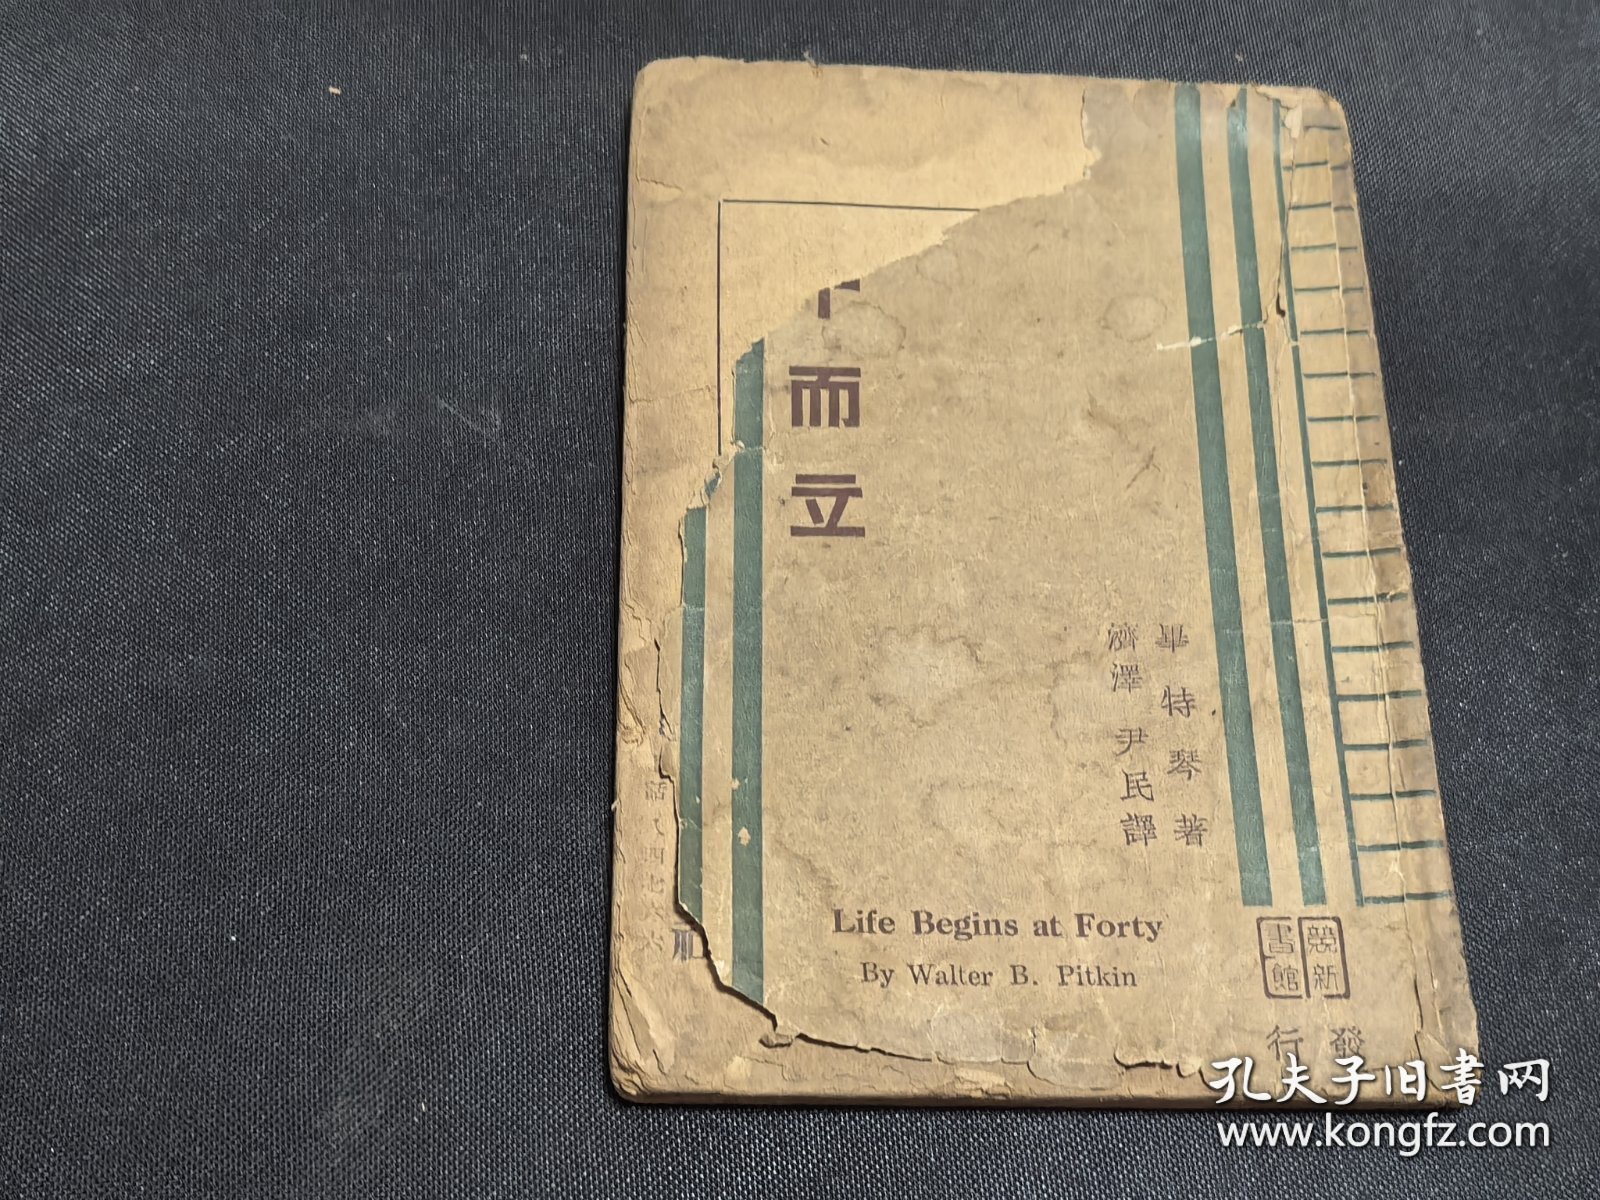 而立
畢特琴著
濟澤 尹民譯
Life Begins at Forty
By Walter B. Pitkin
競新書館
發行
孔夫子旧書网
www.kongfz.com